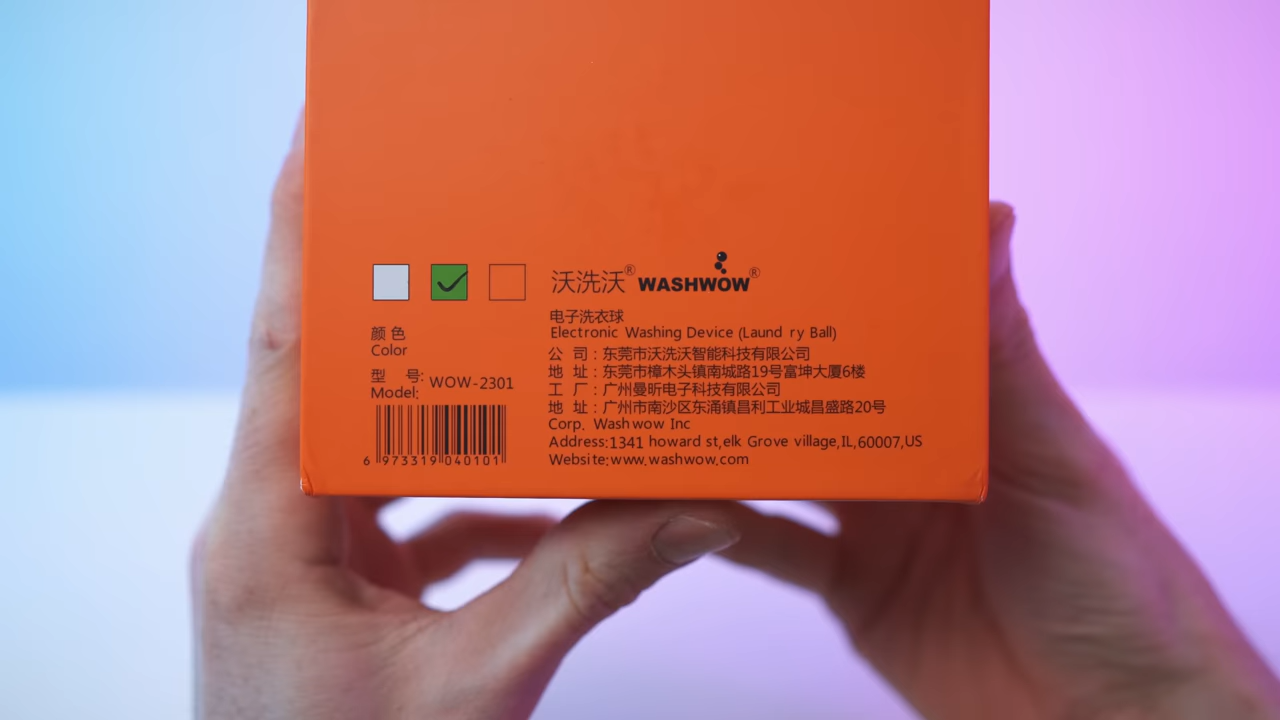 颜 色
Color
型 号:
Model: WOW-2301
6 973319 040101
沃洗沃® WASHWOW®
电子洗衣球
Electronic Washing Device (Laund ry Ball)
公 司：东莞市沃洗沃智能科技有限公司
地 址：东莞市樟木头镇南城路19号富坤大厦6楼
工 厂：广州曼昕电子科技有限公司
地 址：广州市南沙区东涌镇昌利工业城昌盛路20号
Corp. Washwow Inc
Address:1341 howard st,elk Grove village,IL,60007,US
Website:www.washwow.com